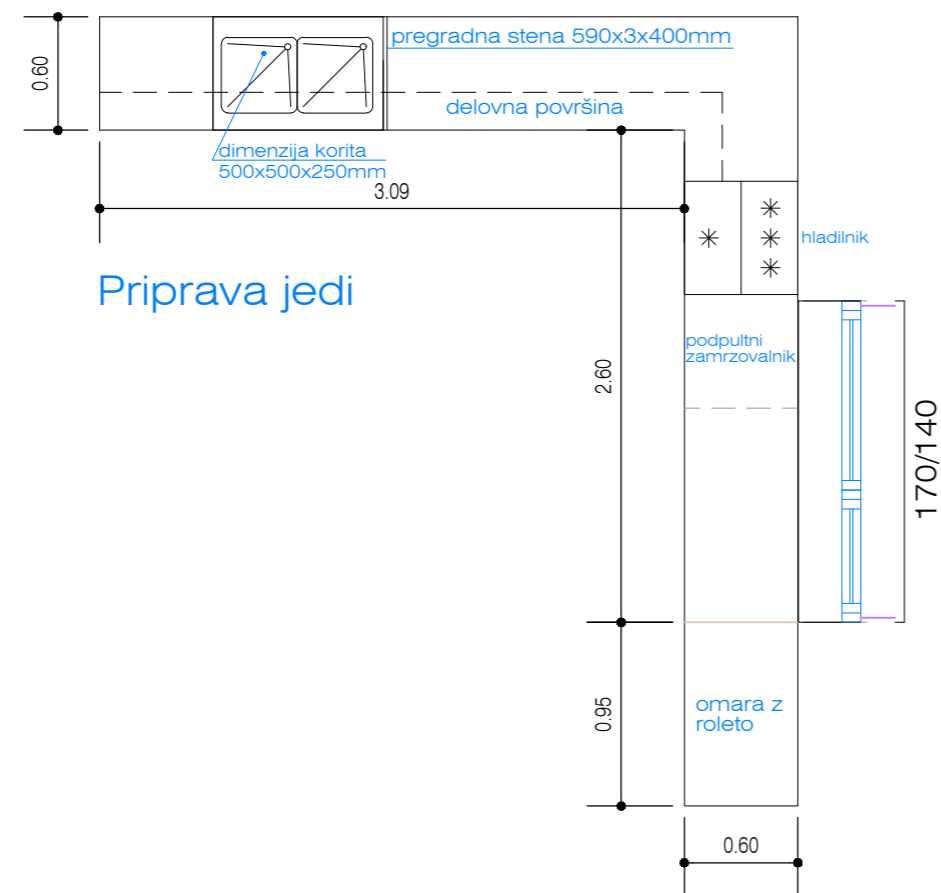 pregradna stena 590x3x400mm
0.60
delovna površina
dimenzija korita
500x500x250mm
3.09
hladilnik
Priprava jedi
podpultni
zamrzovalnik
2.60
170/140
omara z
roleto
0.95
0.60